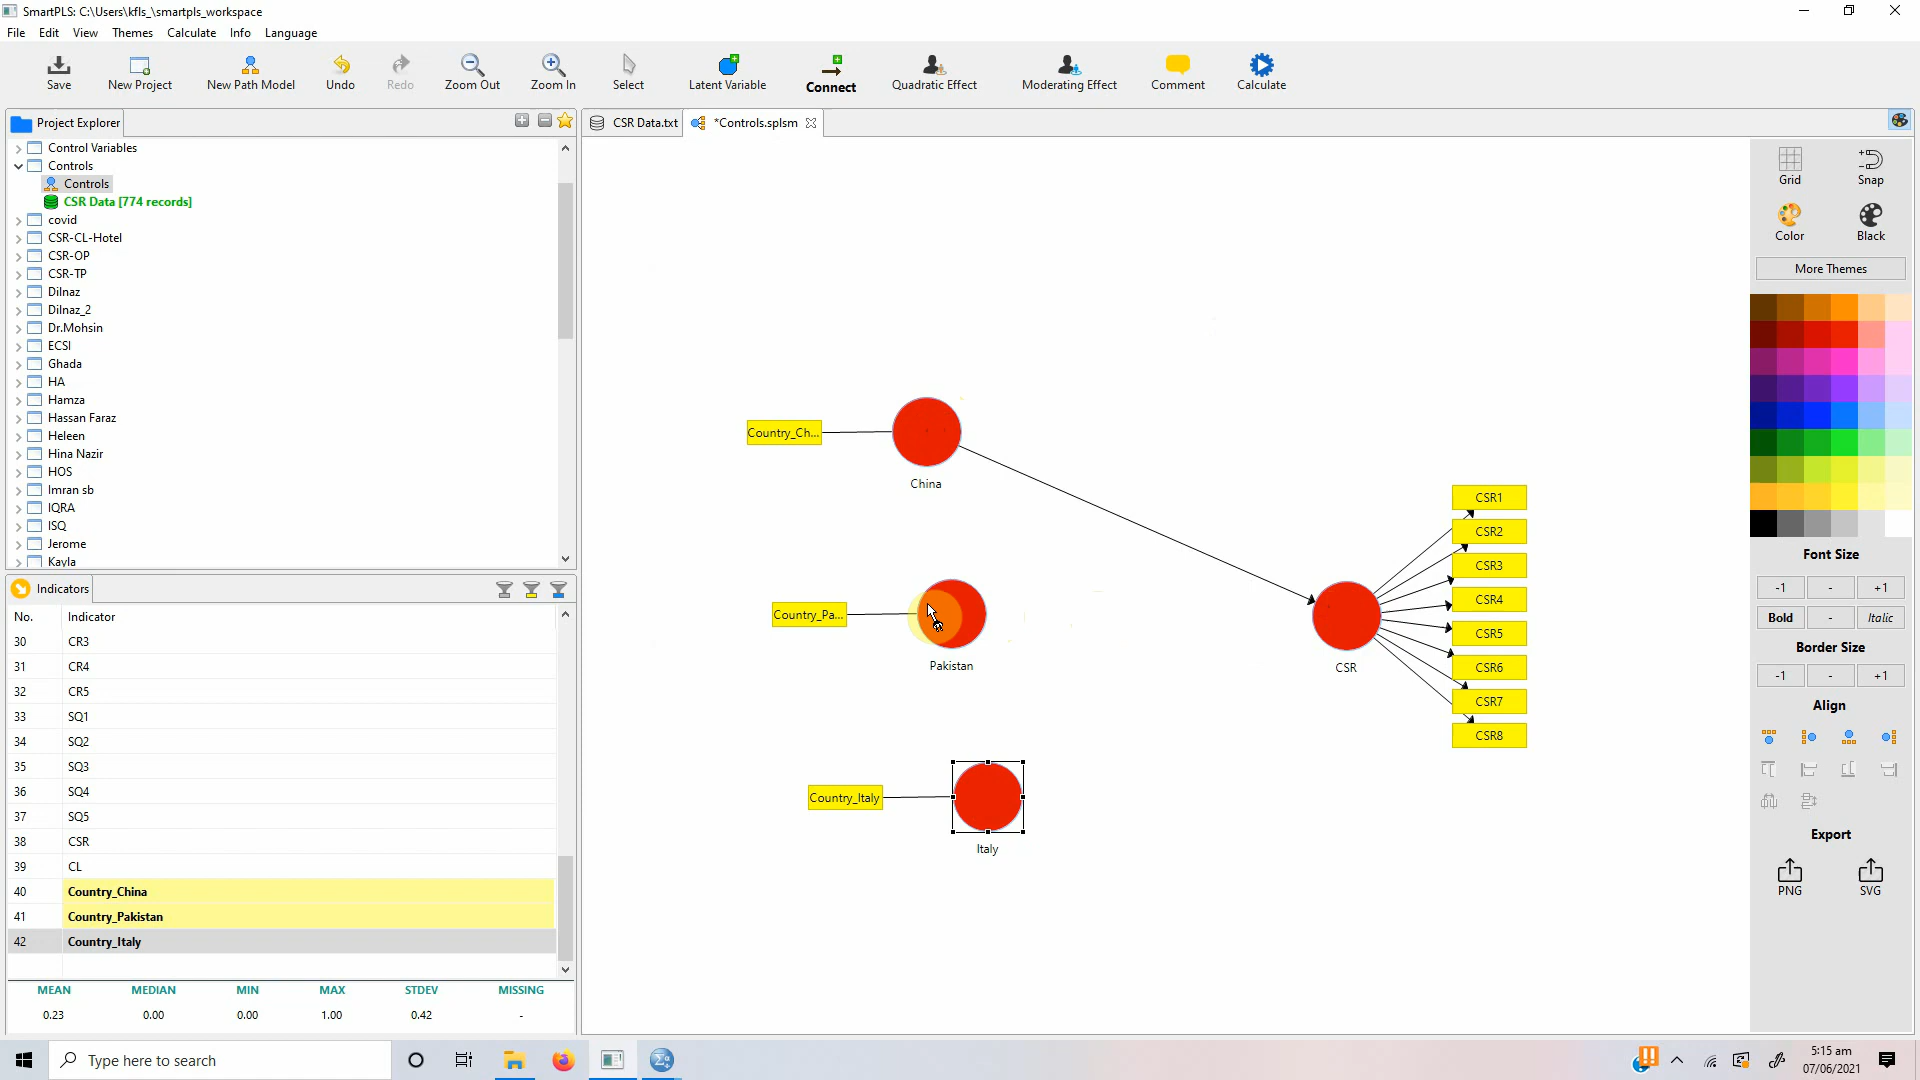 SmartPLS: C:\Users\kfls_\smartpls_workspace
File Edit View Themes Calculate Info Language
Save New Project New Path Model Undo Redo Zoom Out Zoom In Select Latent Variable Connect Quadratic Effect Moderating Effect Comment Calculate
Project Explorer
CSR Data.txt *Controls.splsm
Control Variables
Controls
Controls
CSR Data [774 records]
covid
CSR-CL-Hotel
CSR-OP
CSR-TP
Dilnaz
Dilnaz_2
Dr.Mohsin
ECSI
Ghada
HA
Hamza
Hassan Faraz
Heleen
Hina Nazir
HOS
Imran sb
IQRA
ISQ
Jerome
Kayla
Indicators
No. Indicator
30 CR3
31 CR4
32 CR5
33 SQ1
34 SQ2
35 SQ3
36 SQ4
37 SQ5
38 CSR
39 CL
40 Country_China
41 Country_Pakistan
42 Country_Italy
MEAN MEDIAN MIN MAX STDEV MISSING
0.23 0.00 0.00 1.00 0.42 -
Country_Ch...
China
Country_Pa...
Pakistan
Country_Italy
Italy
CSR
CSR1
CSR2
CSR3
CSR4
CSR5
CSR6
CSR7
CSR8
Grid Snap
Color Black
More Themes
Font Size
-1 - +1
Bold - Italic
Border Size
-1 - +1
Align
Export
PNG SVG
Type here to search
5:15 am
07/06/2021